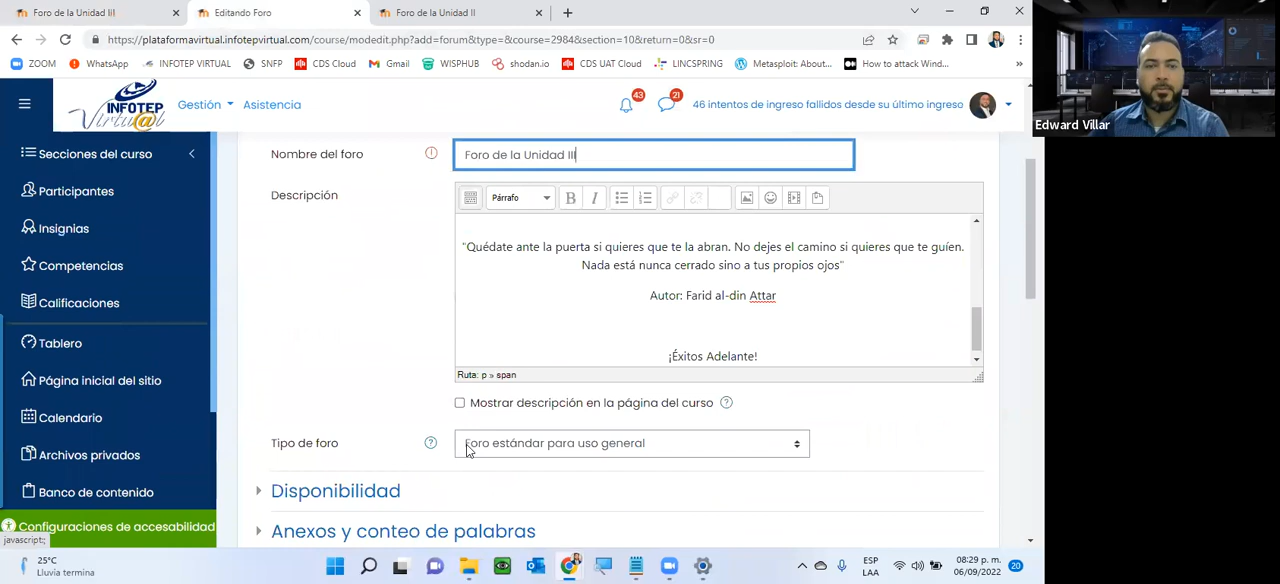 Foro de la Unidad III
Editando Foro
Foro de la Unidad II
https://plataformavirtual.infotepvirtual.com/course/modedit.php?add=forum&type=&course=2984&section=10&return=0&sr=0
ZOOM
WhatsApp
INFOTEP VIRTUAL
SNFP
CDS Cloud
Gmail
WISPHUB
shodan.io
CDS UAT Cloud
LINCSPRING
Metasploit: About...
How to attack Wind...
»
INFOTEP
Virtu@l
Gestión
Asistencia
43
21
46 intentos de ingreso fallidos desde su último ingreso
Edward Villar
Secciones del curso
Participantes
Insignias
Competencias
Calificaciones
Tablero
Página inicial del sitio
Calendario
Archivos privados
Banco de contenido
Configuraciones de accesabilidad
javascript:;
Nombre del foro
Foro de la Unidad III
Descripción
Párrafo
B I
"Quédate ante la puerta si quieres que te la abran. No dejes el camino si quieres que te guíen.
Nada está nunca cerrado sino a tus propios ojos"
Autor: Farid al-din Attar
¡Éxitos Adelante!
Ruta: p » span
Mostrar descripción en la página del curso
Tipo de foro
Foro estándar para uso general
Disponibilidad
Anexos y conteo de palabras
25°C
Lluvia termina
ESP
LAA
08:29 p. m.
06/09/2022
20